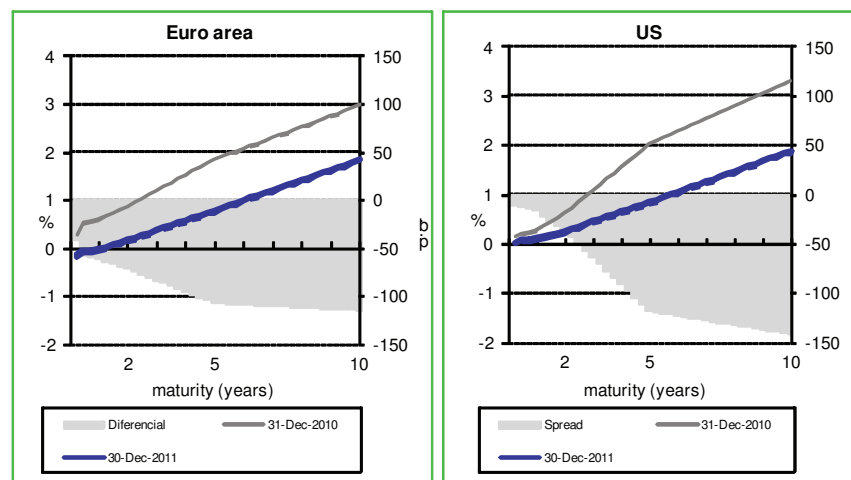 Euro area
4
3
2
1
%
0
-1
-2
150
100
50
0
b.p.
-50
-100
-150
2 5 10
maturity (years)
Diferencial 31-Dec-2010
30-Dec-2011
US
4
3
2
1
%
0
-1
-2
150
100
50
0
-50
-100
-150
2 5 10
maturity (years)
Spread 31-Dec-2010
30-Dec-2011